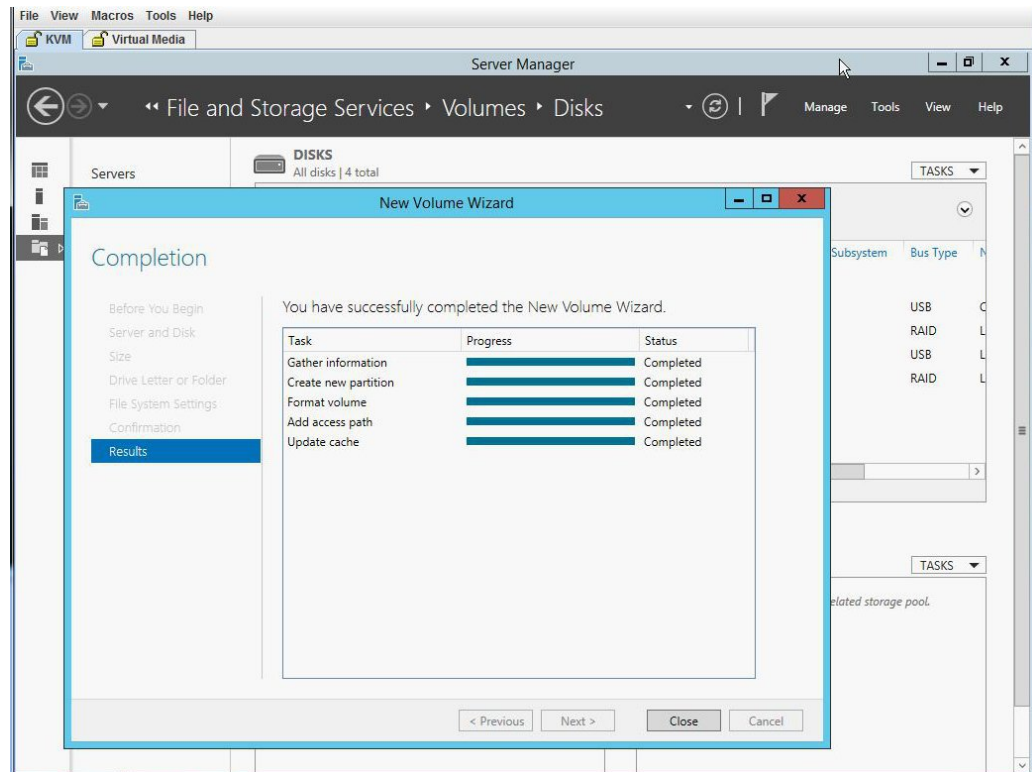 File View Macros Tools Help
KVM Virtual Media
Server Manager
File and Storage Services • Volumes • Disks
Manage Tools View Help
Servers
DISKS
All disks | 4 total
TASKS
New Volume Wizard
Subsystem Bus Type N
USB C
RAID L
USB L
RAID L
Completion
Before You Begin
Server and Disk
Size
Drive Letter or Folder
File System Settings
Confirmation
Results
You have successfully completed the New Volume Wizard.
Task Progress Status
Gather information Completed
Create new partition Completed
Format volume Completed
Add access path Completed
Update cache Completed
TASKS
elated storage pool.
< Previous Next > Close Cancel